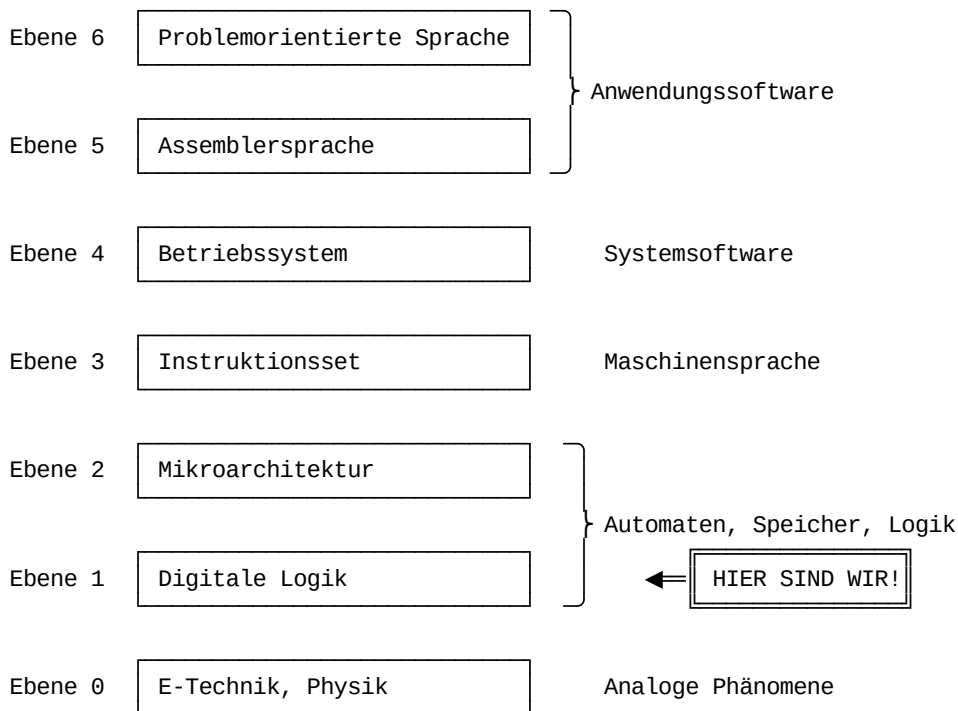 Ebene 6 Problemorientierte Sprache
Anwendungssoftware
Ebene 5 Assemblersprache
Ebene 4 Betriebssystem Systemsoftware
Ebene 3 Instruktionsset Maschinensprache
Ebene 2 Mikroarchitektur
Automaten, Speicher, Logik
Ebene 1 Digitale Logik HIER SIND WIR!
Ebene 0 E-Technik, Physik Analoge Phänomene